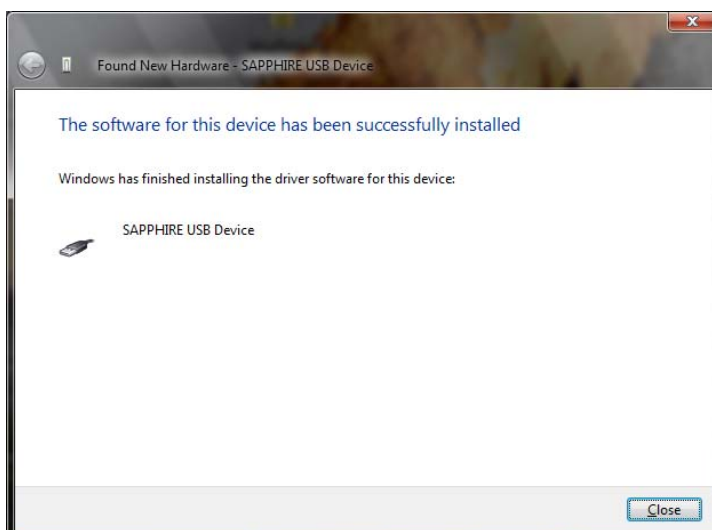 Found New Hardware - SAPPHIRE USB Device
The software for this device has been successfully installed
Windows has finished installing the driver software for this device:
SAPPHIRE USB Device
Close